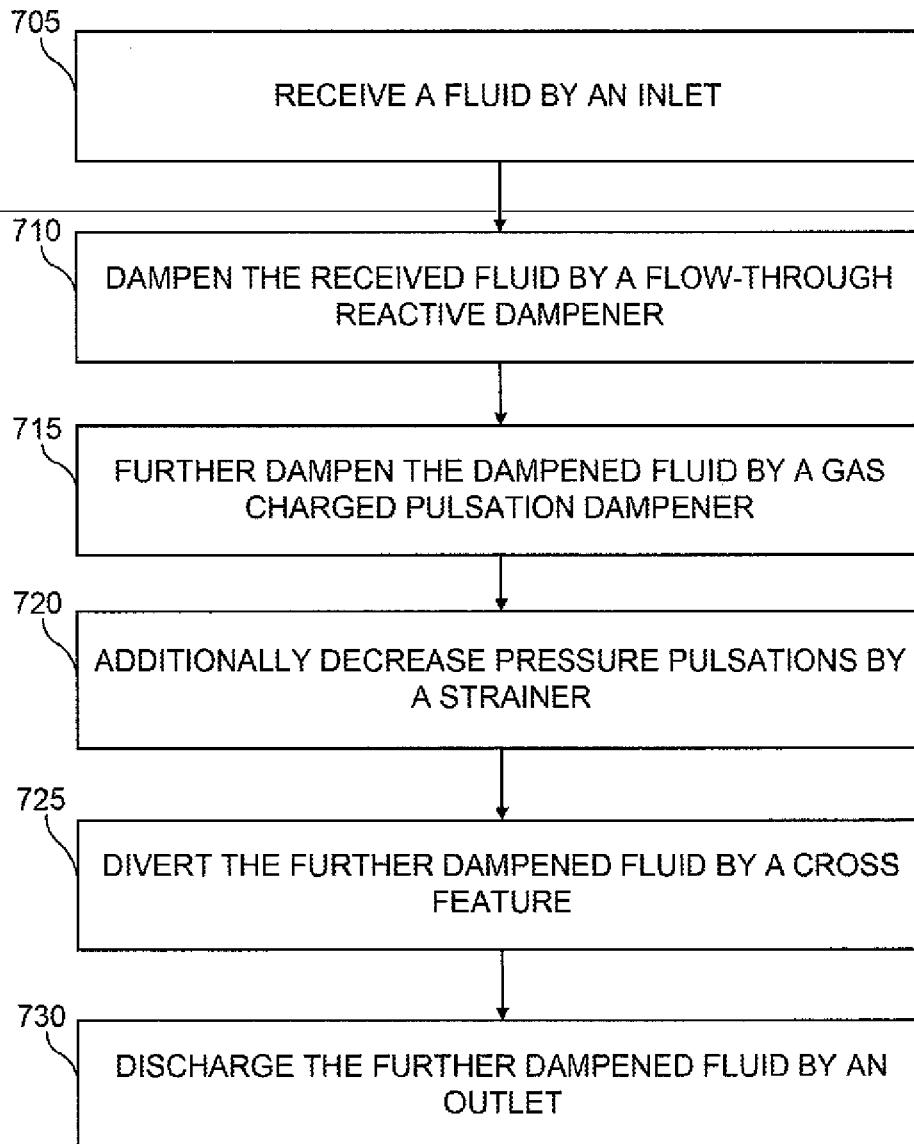 705
RECEIVE A FLUID BY AN INLET
710
DAMPEN THE RECEIVED FLUID BY A FLOW-THROUGH
REACTIVE DAMPENER
715
FURTHER DAMPEN THE DAMPENED FLUID BY A GAS
CHARGED PULSATION DAMPENER
720
ADDITIONALLY DECREASE PRESSURE PULSATIONS BY
A STRAINER
725
DIVERT THE FURTHER DAMPENED FLUID BY A CROSS
FEATURE
730
DISCHARGE THE FURTHER DAMPENED FLUID BY AN
OUTLET